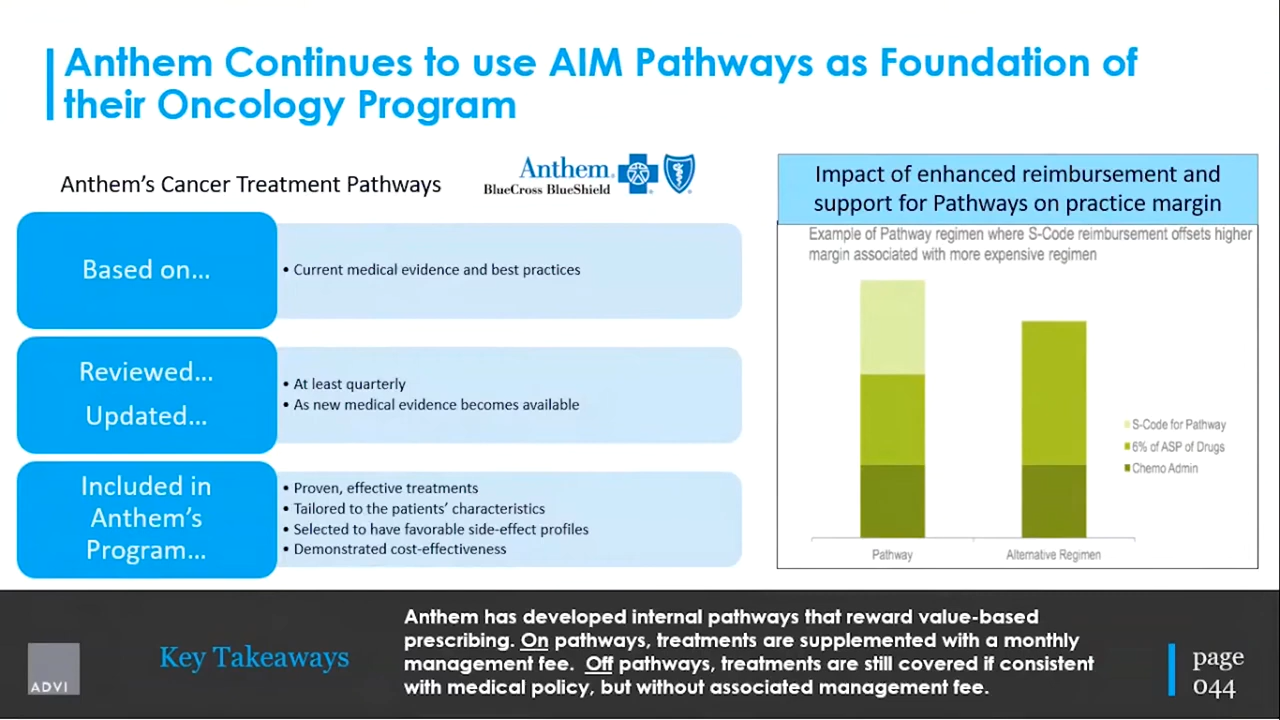 Anthem Continues to use AIM Pathways as Foundation of
their Oncology Program
Anthem's Cancer Treatment Pathways
Anthem.
BlueCross BlueShield
Based on...
• Current medical evidence and best practices
Reviewed...
Updated...
• At least quarterly
• As new medical evidence becomes available
Included in
Anthem's
Program...
• Proven, effective treatments
• Tailored to the patients' characteristics
• Selected to have favorable side-effect profiles
• Demonstrated cost-effectiveness
Impact of enhanced reimbursement and
support for Pathways on practice margin
Example of Pathway regimen where S-Code reimbursement offsets higher
margin associated with more expensive regimen
S-Code for Pathway
6% of ASP of Drugs
Chemo Admin
Pathway
Alternative Regimen
ADVI
Key Takeaways
Anthem has developed internal pathways that reward value-based
prescribing. On pathways, treatments are supplemented with a monthly
management fee. Off pathways, treatments are still covered if consistent
with medical policy, but without associated management fee.
page
044